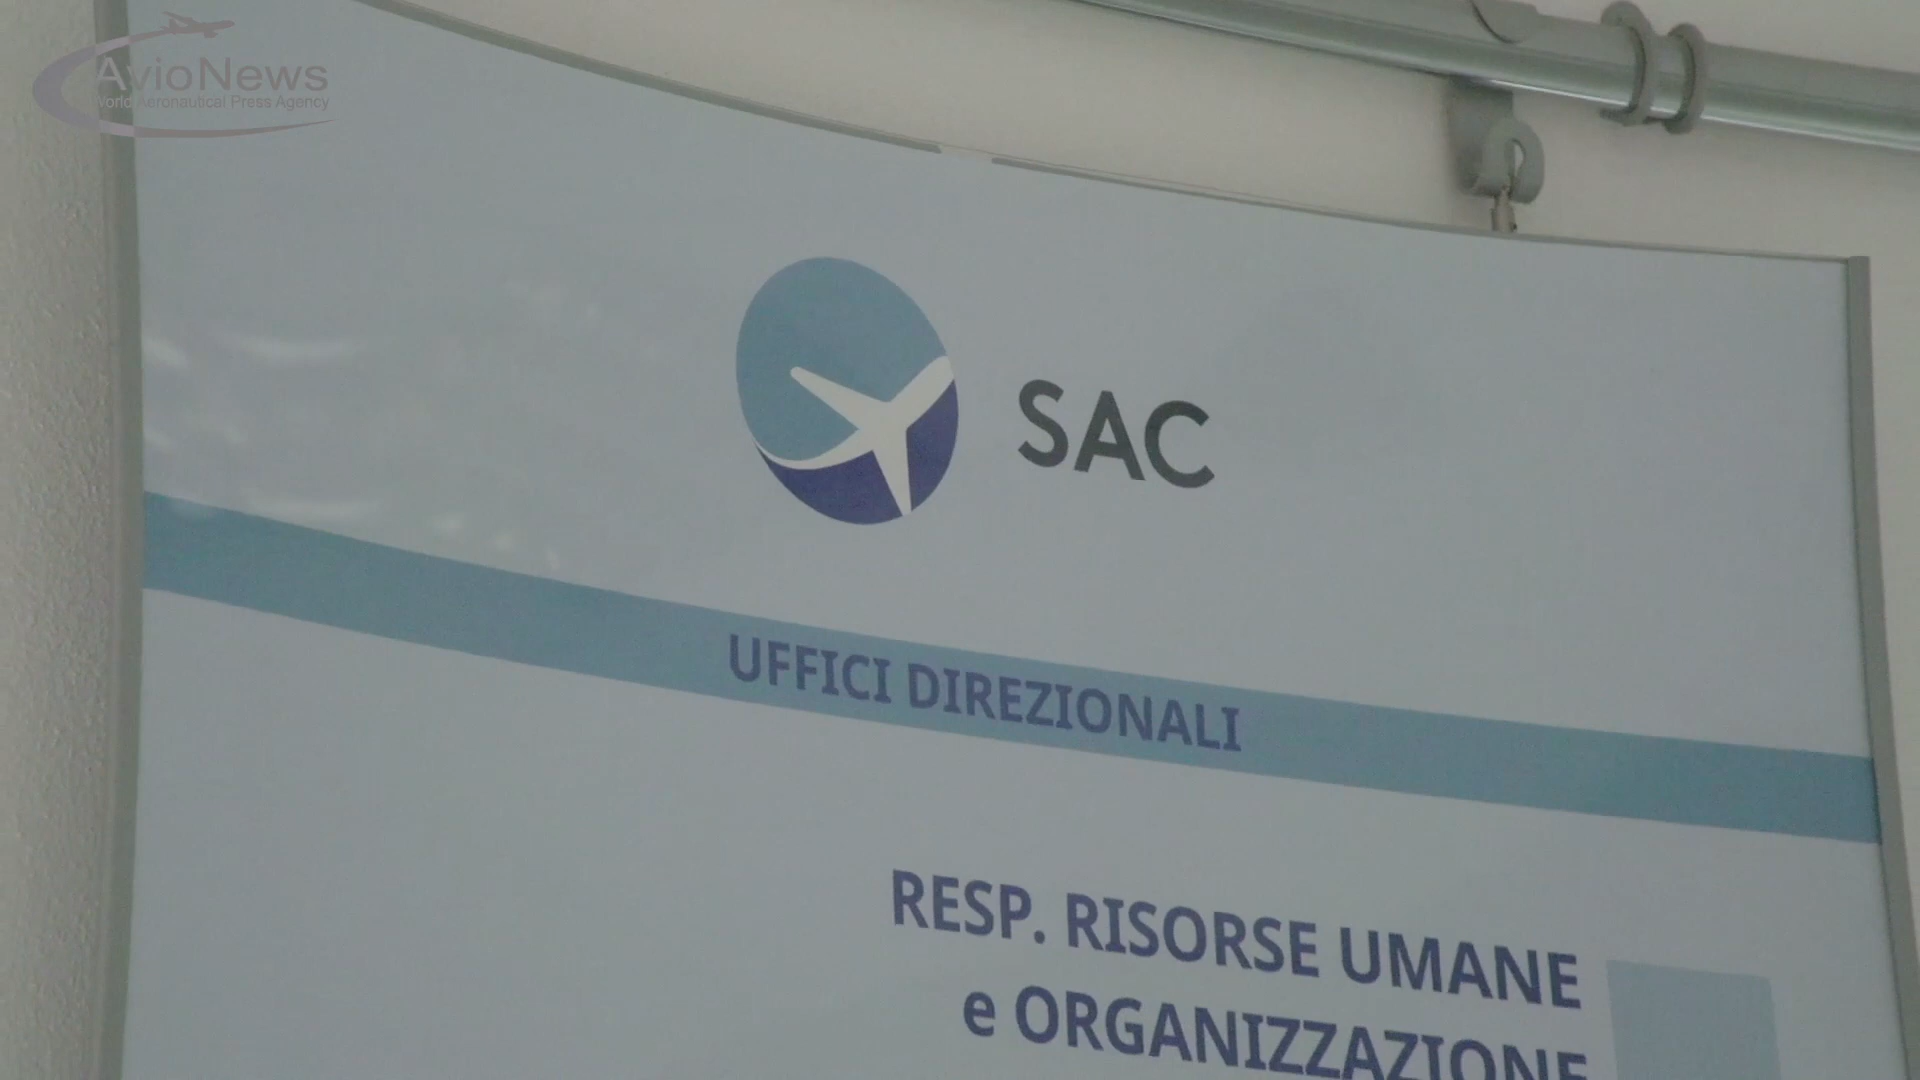 AvioNews
World Aeronautical Press Agency
SAC
UFFICI DIREZIONALI
RESP. RISORSE UMANE
e ORGANIZZAZIONE